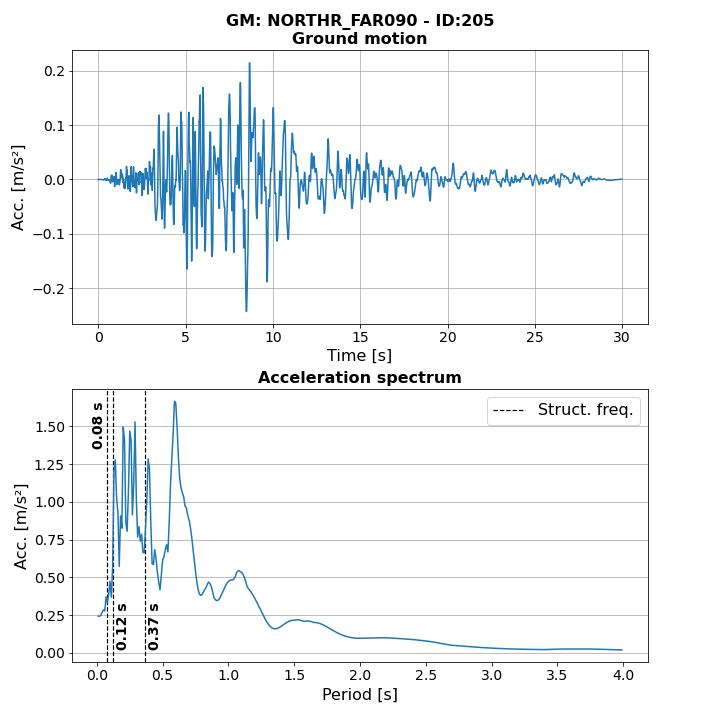 GM: NORTHR_FAR090 - ID:205
Ground motion
0.2
0.1
0.0
−0.1
−0.2
Acc. [m/s²]
0 5 10 15 20 25 30
Time [s]
Acceleration spectrum
Struct. freq.
0.08 s
0.12 s
0.37 s
1.50
1.25
1.00
0.75
0.50
0.25
0.00
Acc. [m/s²]
0.0 0.5 1.0 1.5 2.0 2.5 3.0 3.5 4.0
Period [s]